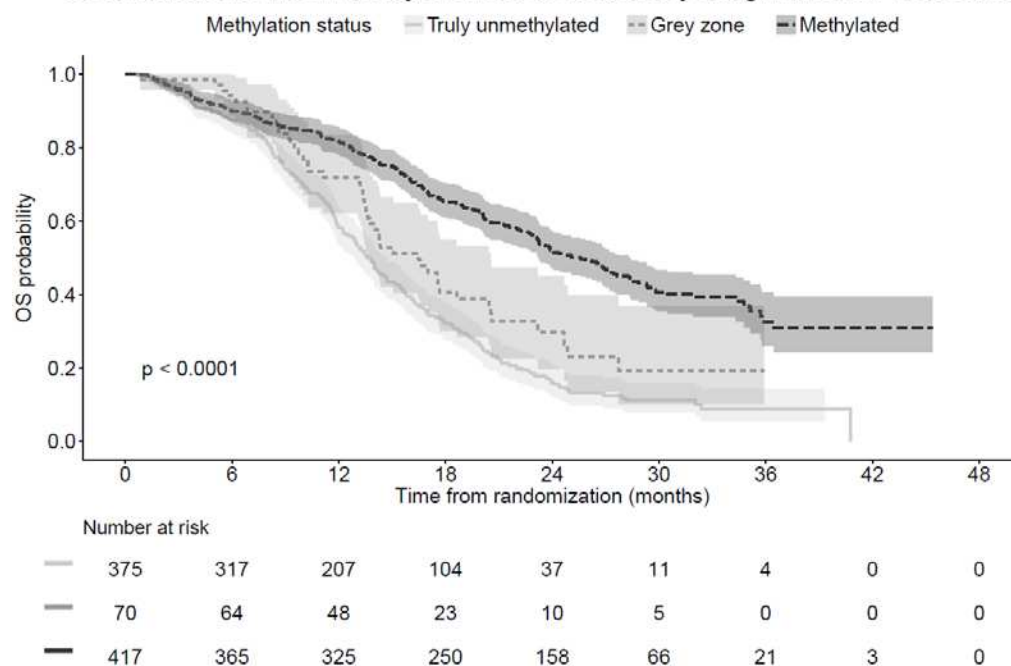 Methylation status Truly unmethylated Grey zone Methylated
1.0
0.8
0.6
0.4
0.2
0.0
OS probability
p < 0.0001
0 6 12 18 24 30 36 42 48
Time from randomization (months)
Number at risk
375 317 207 104 37 11 4 0 0
70 64 48 23 10 5 0 0 0
417 365 325 250 158 66 21 3 0